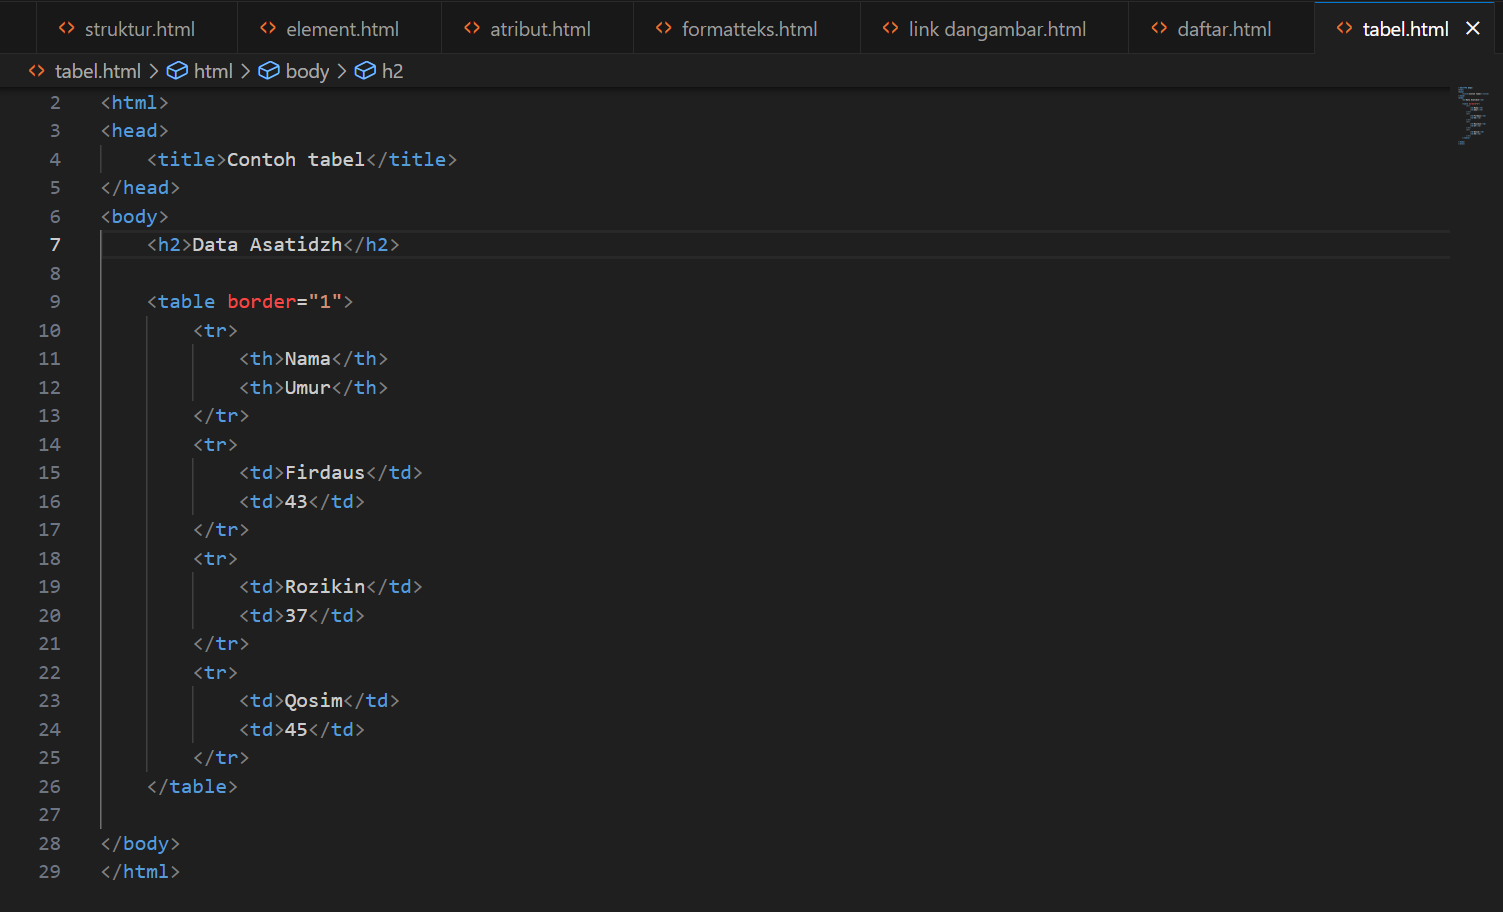 struktur.html element.html atribut.html formatteks.html link dangambar.html daftar.html tabel.html
tabel.html > html > body > h2
2 <html>
3 <head>
4     <title>Contoh tabel</title>
5 </head>
6 <body>
7     <h2>Data Asatidzh</h2>
8
9     <table border="1">
10         <tr>
11             <th>Nama</th>
12             <th>Umur</th>
13         </tr>
14         <tr>
15             <td>Firdaus</td>
16             <td>43</td>
17         </tr>
18         <tr>
19             <td>Rozikin</td>
20             <td>37</td>
21         </tr>
22         <tr>
23             <td>Qosim</td>
24             <td>45</td>
25         </tr>
26     </table>
27
28 </body>
29 </html>